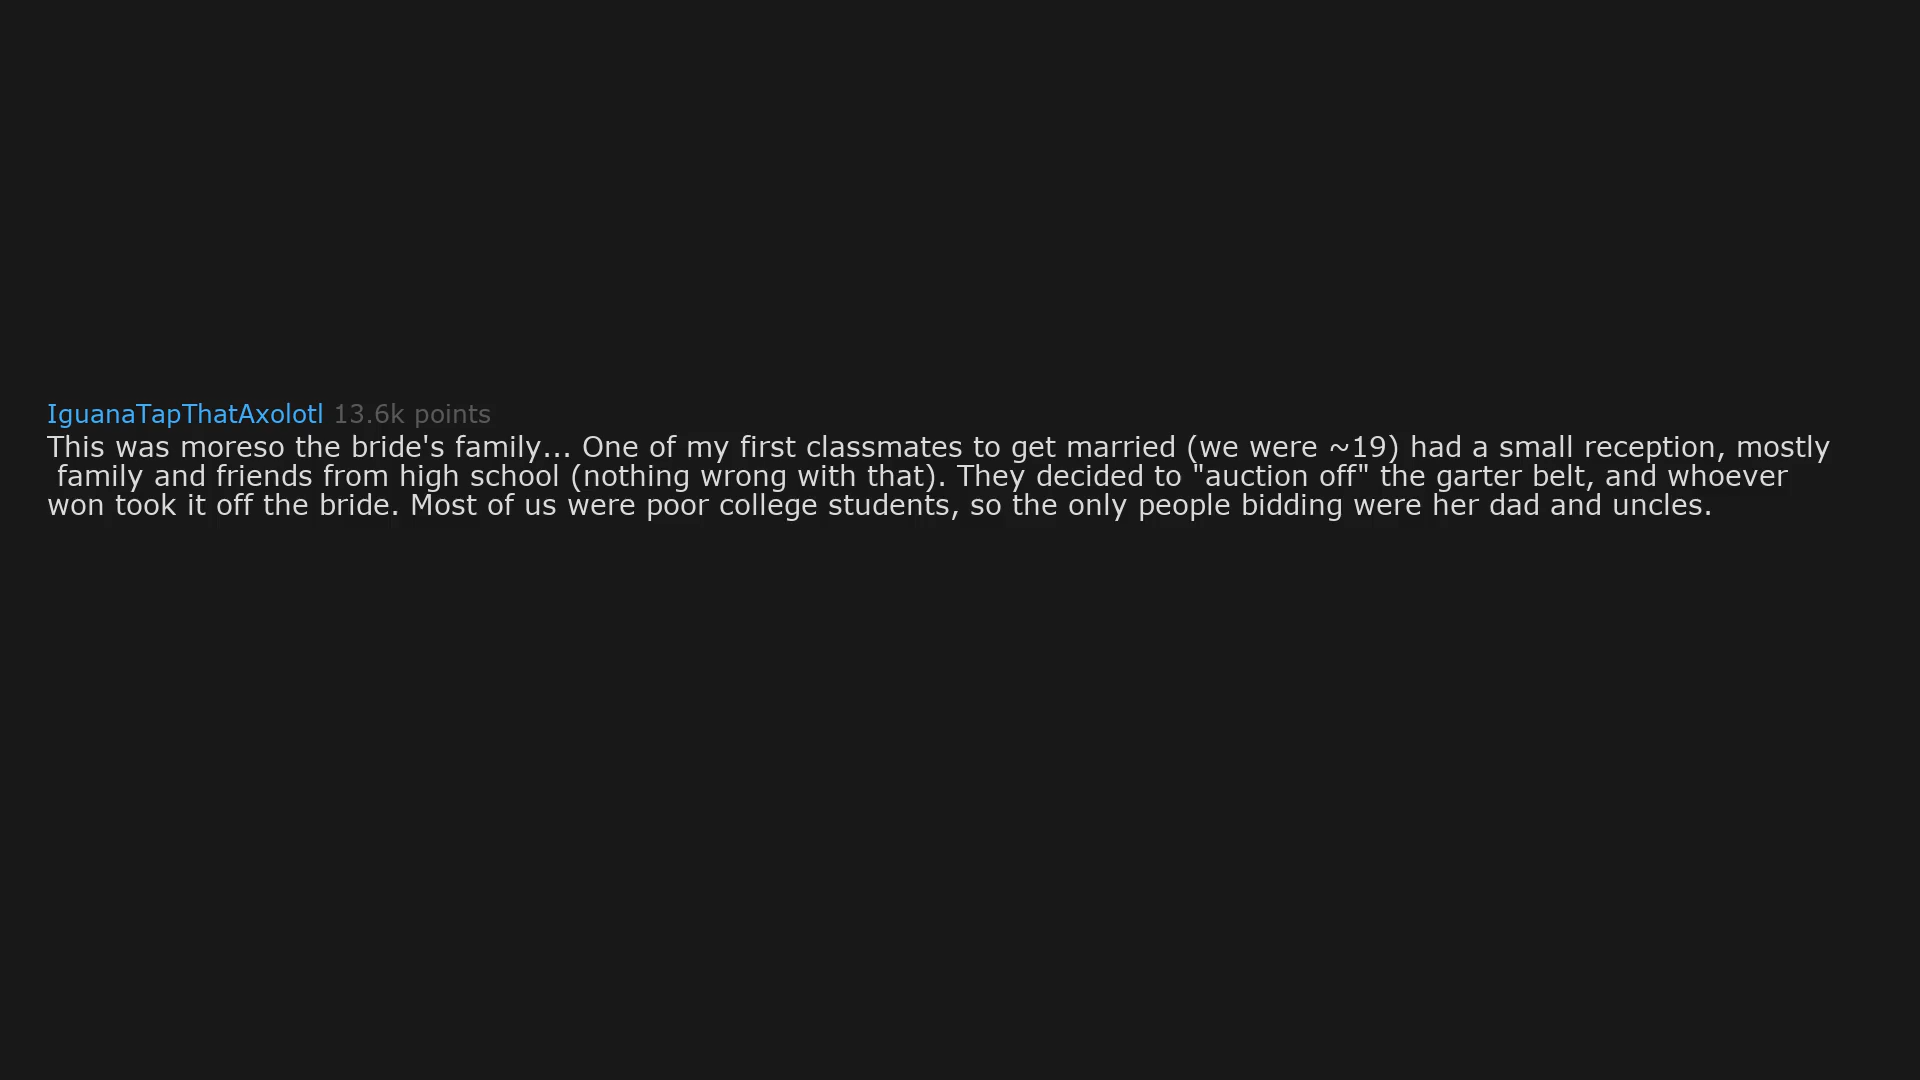 IguanaTapThatAxolotl 13.6k points
This was moreso the bride's family... One of my first classmates to get married (we were ~19) had a small reception, mostly
family and friends from high school (nothing wrong with that). They decided to "auction off" the garter belt, and whoever
won took it off the bride. Most of us were poor college students, so the only people bidding were her dad and uncles.